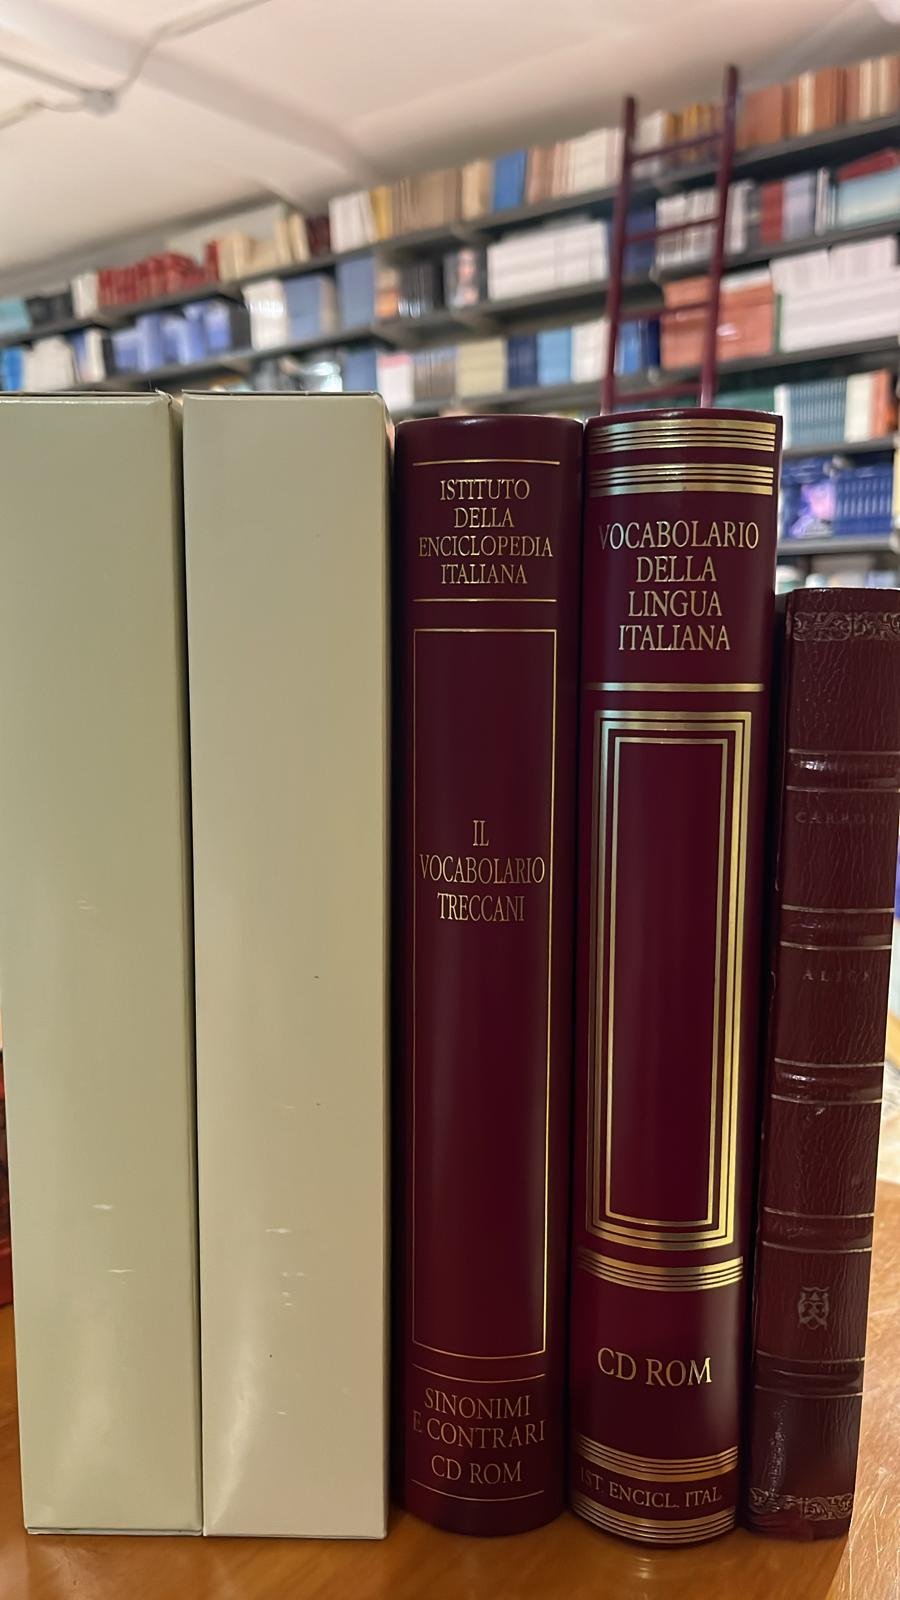 ISTITUTO
DELLA
ENCICLOPEDIA
ITALIANA
IL
VOCABOLARIO
TRECCANI
SINONIMI
E CONTRARI
CD ROM
VOCABOLARIO
DELLA
LINGUA
ITALIANA
CD ROM
IST. ENCICL. ITAL.